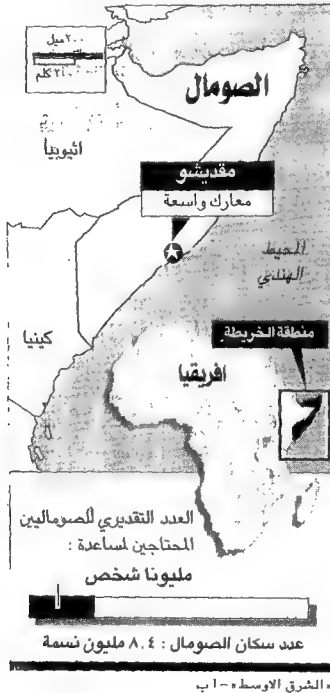 ٢٠٠ ميل
٢٠٠ كلم
الصومال
اثيوبيا
مقديشو
معارك واسعة
المحيط
الهندي
كينيا
منطقة الخريطة
افريقيا
العدد التقديري للصوماليين
المحتاجين لمساعدة :
مليونا شخص
عدد سكان الصومال : ٨,٤ مليون نسمة
«الشرق الاوسط» - ا ب